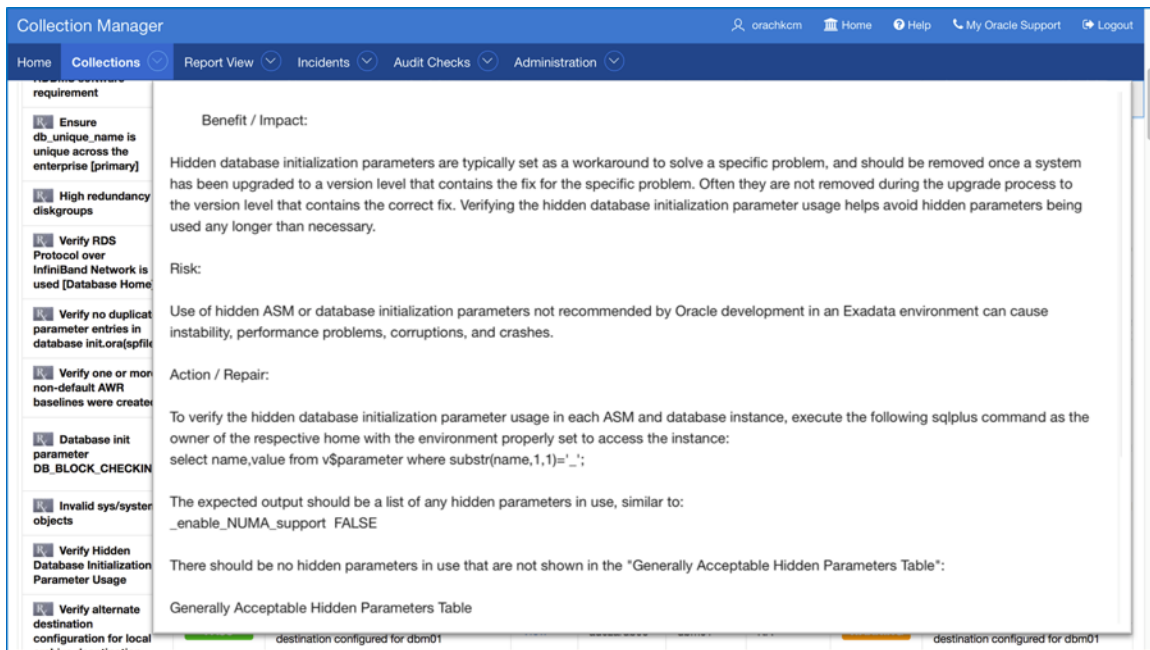 Collection Manager
orachkcm Home Help My Oracle Support Logout
Home Collections Report View Incidents Audit Checks Administration
requirement
Ensure
db_unique_name is
unique across the
enterprise [primary]
High redundancy
diskgroups
Verify RDS
Protocol over
InfiniBand Network is
used [Database Home
Verify no duplicat
parameter entries in
database init.ora(spfile
Verify one or mor
non-default AWR
baselines were create
Database init
parameter
DB_BLOCK_CHECKIN
Invalid sys/system
objects
Verify Hidden
Database Initialization
Parameter Usage
Verify alternate
destination
configuration for local
Benefit / Impact:
Hidden database initialization parameters are typically set as a workaround to solve a specific problem, and should be removed once a system
has been upgraded to a version level that contains the fix for the specific problem. Often they are not removed during the upgrade process to
the version level that contains the correct fix. Verifying the hidden database initialization parameter usage helps avoid hidden parameters being
used any longer than necessary.
Risk:
Use of hidden ASM or database initialization parameters not recommended by Oracle development in an Exadata environment can cause
instability, performance problems, corruptions, and crashes.
Action / Repair:
To verify the hidden database initialization parameter usage in each ASM and database instance, execute the following sqlplus command as the
owner of the respective home with the environment properly set to access the instance:
select name,value from v$parameter where substr(name,1,1)='_';
The expected output should be a list of any hidden parameters in use, similar to:
_enable_NUMA_support FALSE
There should be no hidden parameters in use that are not shown in the "Generally Acceptable Hidden Parameters Table":
Generally Acceptable Hidden Parameters Table
destination configured for dbm01
destination configured for dbm01